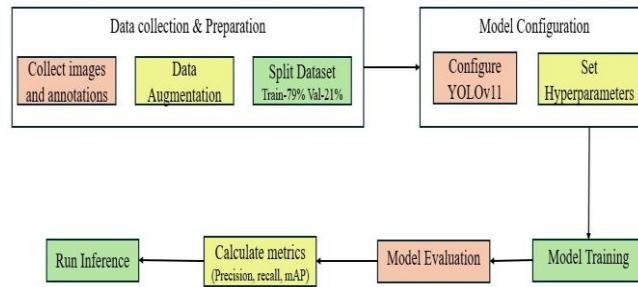 Data collection & Preparation
Collect images
and annotations
Data
Augmentation
Split Dataset
Train-79% Val-21%
Model Configuration
Configure
YOLOv11
Set
Hyperparameters
Run Inference
Calculate metrics
(Precision, recall, mAP)
Model Evaluation
Model Training